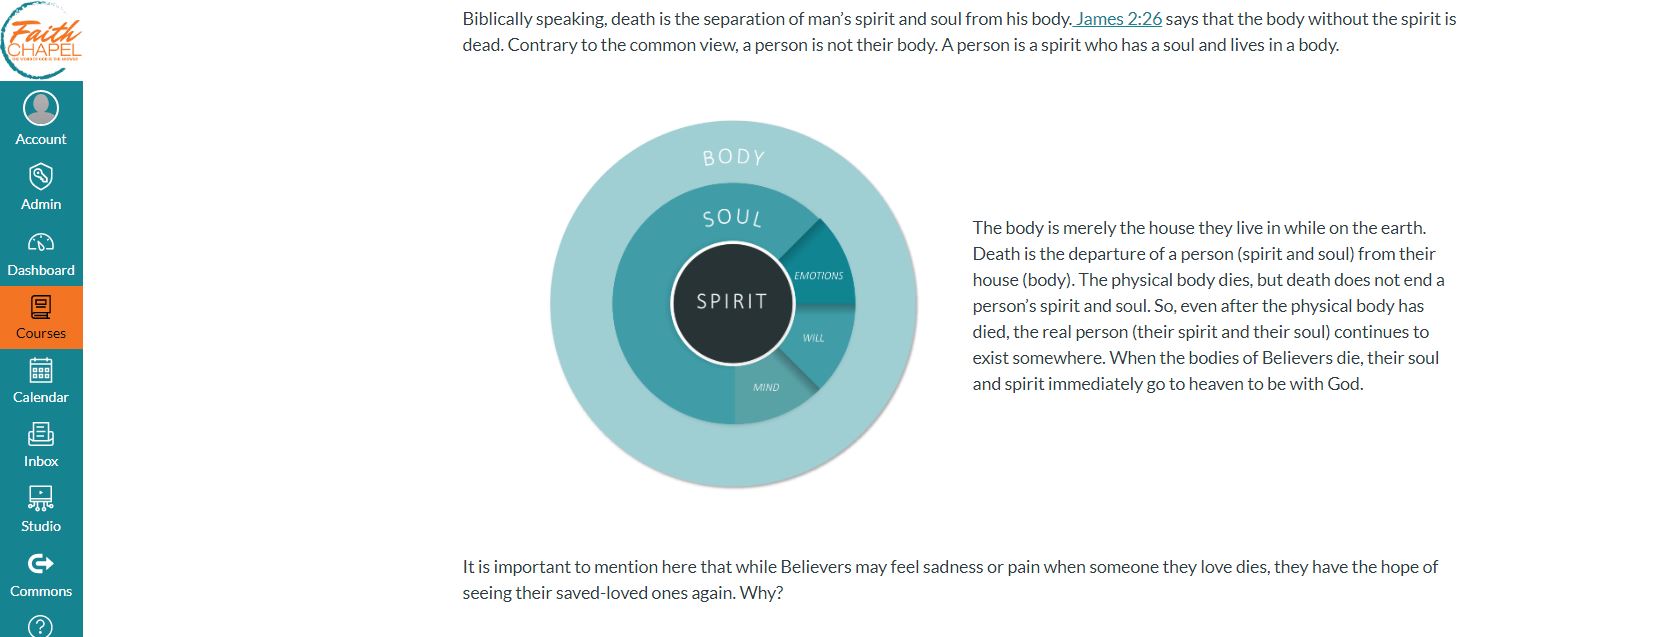 Faith
CHAPEL
Account
Admin
Dashboard
Courses
Calendar
Inbox
Studio
Commons
Biblically speaking, death is the separation of man’s spirit and soul from his body. James 2:26 says that the body without the spirit is
dead. Contrary to the common view, a person is not their body. A person is a spirit who has a soul and lives in a body.
BODY
SOUL
EMOTIONS
SPIRIT
WILL
MIND
The body is merely the house they live in while on the earth.
Death is the departure of a person (spirit and soul) from their
house (body). The physical body dies, but death does not end a
person’s spirit and soul. So, even after the physical body has
died, the real person (their spirit and their soul) continues to
exist somewhere. When the bodies of Believers die, their soul
and spirit immediately go to heaven to be with God.
It is important to mention here that while Believers may feel sadness or pain when someone they love dies, they have the hope of
seeing their saved-loved ones again. Why?